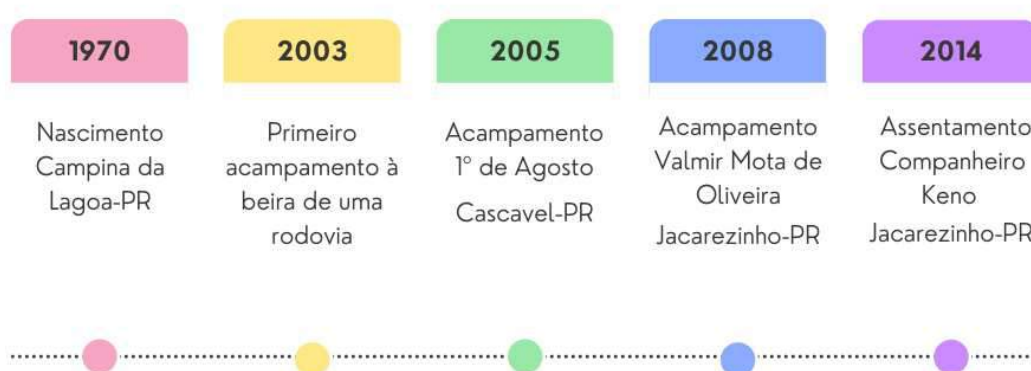 1970
Nascimento
Campina da
Lagoa-PR
2003
Primeiro
acampamento à
beira de uma
rodovia
2005
Acampamento
1º de Agosto
Cascavel-PR
2008
Acampamento
Valmir Mota de
Oliveira
Jacarezinho-PR
2014
Assentamento
Companheiro
Keno
Jacarezinho-PR